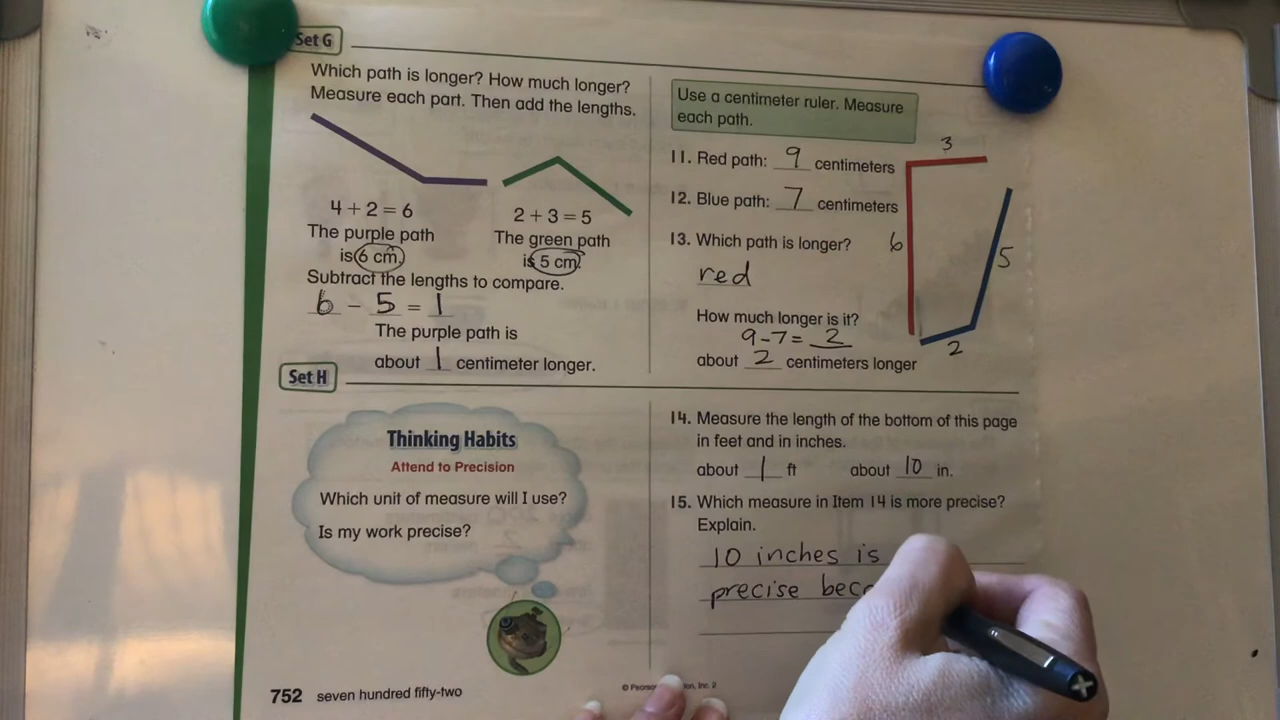 Set G
Which path is longer? How much longer?
Measure each part. Then add the lengths.
4 + 2 = 6
The purple path
is 6 cm.
2 + 3 = 5
The green path
is 5 cm.
Subtract the lengths to compare.
6 - 5 = 1
The purple path is
about 1 centimeter longer.
Use a centimeter ruler. Measure
each path.
11. Red path: 9 centimeters
12. Blue path: 7 centimeters
13. Which path is longer?
red
How much longer is it?
9-7= 2
about 2 centimeters longer
3
6
5
2
Set H
Thinking Habits
Attend to Precision
Which unit of measure will I use?
Is my work precise?
14. Measure the length of the bottom of this page
in feet and in inches.
about 1 ft about 10 in.
15. Which measure in Item 14 is more precise?
Explain.
10 inches is
precise bec
752 seven hundred fifty-two
© Inc. 2